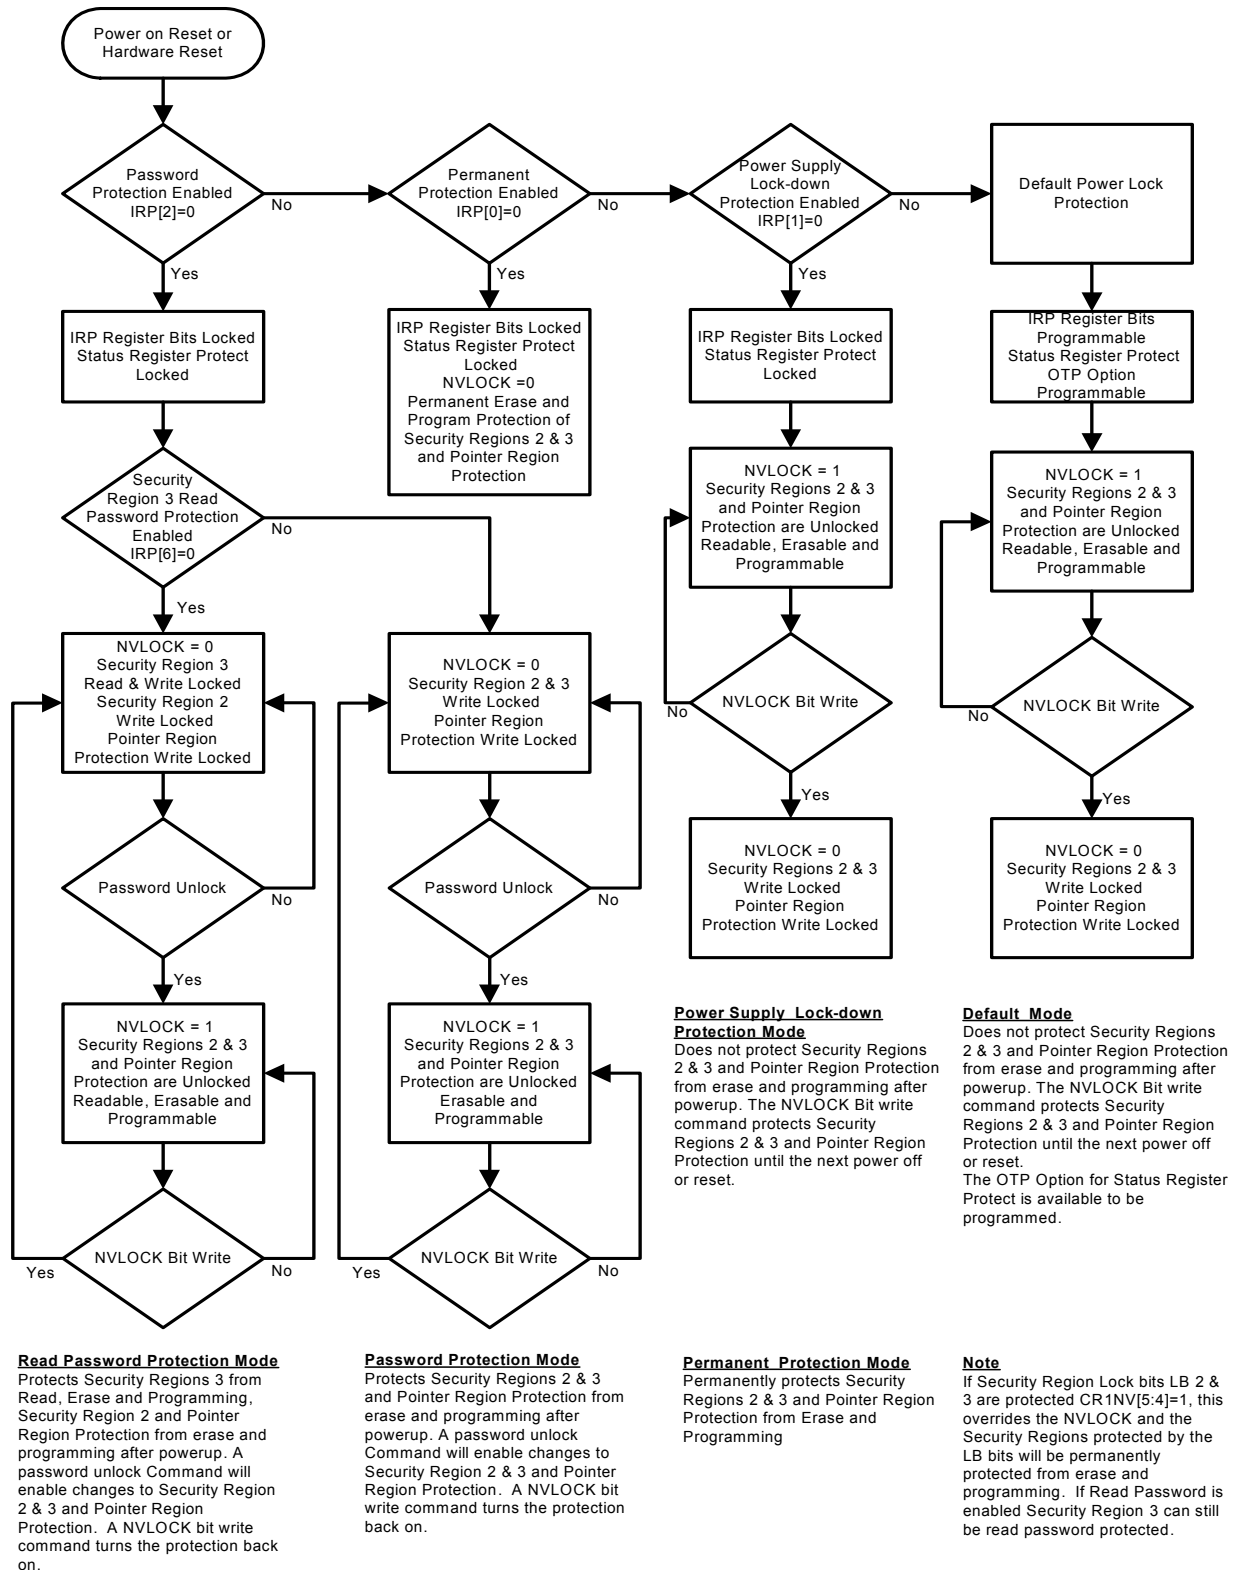 Power on Reset or
Hardware Reset
Password
Protection Enabled
IRP[2]=0
No
Yes
Permanent
Protection Enabled
IRP[0]=0
No
Yes
Power Supply
Lock-down
Protection Enabled
IRP[1]=0
No
Yes
Default Power Lock
Protection
IRP Register Bits Locked
Status Register Protect
Locked
IRP Register Bits Locked
Status Register Protect
Locked
NVLOCK =0
Permanent Erase and
Program Protection of
Security Regions 2 & 3
and Pointer Region
Protection
IRP Register Bits Locked
Status Register Protect
Locked
IRP Register Bits
Programmable
Status Register Protect
OTP Option
Programmable
Security
Region 3 Read
Password Protection
Enabled
IRP[6]=0
No
Yes
NVLOCK = 1
Security Regions 2 & 3
and Pointer Region
Protection are Unlocked
Readable, Erasable and
Programmable
NVLOCK = 1
Security Regions 2 & 3
and Pointer Region
Protection are Unlocked
Readable, Erasable and
Programmable
NVLOCK = 0
Security Region 3
Read & Write Locked
Security Region 2
Write Locked
Pointer Region
Protection Write Locked
NVLOCK = 0
Security Region 2 & 3
Write Locked
Pointer Region
Protection Write Locked
NVLOCK Bit Write
No
Yes
NVLOCK Bit Write
No
Yes
Password Unlock
No
Yes
Password Unlock
No
Yes
NVLOCK = 0
Security Regions 2 & 3
Write Locked
Pointer Region
Protection Write Locked
NVLOCK = 0
Security Regions 2 & 3
Write Locked
Pointer Region
Protection Write Locked
NVLOCK = 1
Security Regions 2 & 3
and Pointer Region
Protection are Unlocked
Readable, Erasable and
Programmable
NVLOCK = 1
Security Regions 2 & 3
and Pointer Region
Protection are Unlocked
Erasable and
Programmable
NVLOCK Bit Write
Yes
No
NVLOCK Bit Write
Yes
No
Power Supply Lock-down
Protection Mode
Does not protect Security Regions
2 & 3 and Pointer Region Protection
from erase and programming after
powerup. The NVLOCK Bit write
command protects Security
Regions 2 & 3 and Pointer Region
Protection until the next power off
or reset.
Default Mode
Does not protect Security Regions
2 & 3 and Pointer Region Protection
from erase and programming after
powerup. The NVLOCK Bit write
command protects Security
Regions 2 & 3 and Pointer Region
Protection until the next power off
or reset.
The OTP Option for Status Register
Protect is available to be
programmed.
Read Password Protection Mode
Protects Security Regions 3 from
Read, Erase and Programming,
Security Region 2 and Pointer
Region Protection from erase and
programming after powerup. A
password unlock Command will
enable changes to Security Region
2 & 3 and Pointer Region
Protection. A NVLOCK bit write
command turns the protection back
on.
Password Protection Mode
Protects Security Regions 2 & 3
and Pointer Region Protection from
erase and programming after
powerup. A password unlock
Command will enable changes to
Security Region 2 & 3 and Pointer
Region Protection. A NVLOCK bit
write command turns the protection
back on.
Permanent Protection Mode
Permanently protects Security
Regions 2 & 3 and Pointer Region
Protection from Erase and
Programming
Note
If Security Region Lock bits LB 2 &
3 are protected CR1NV[5:4]=1, this
overrides the NVLOCK and the
Security Regions protected by the
LB bits will be permanently
protected from erase and
programming. If Read Password is
enabled Security Region 3 can still
be read password protected.